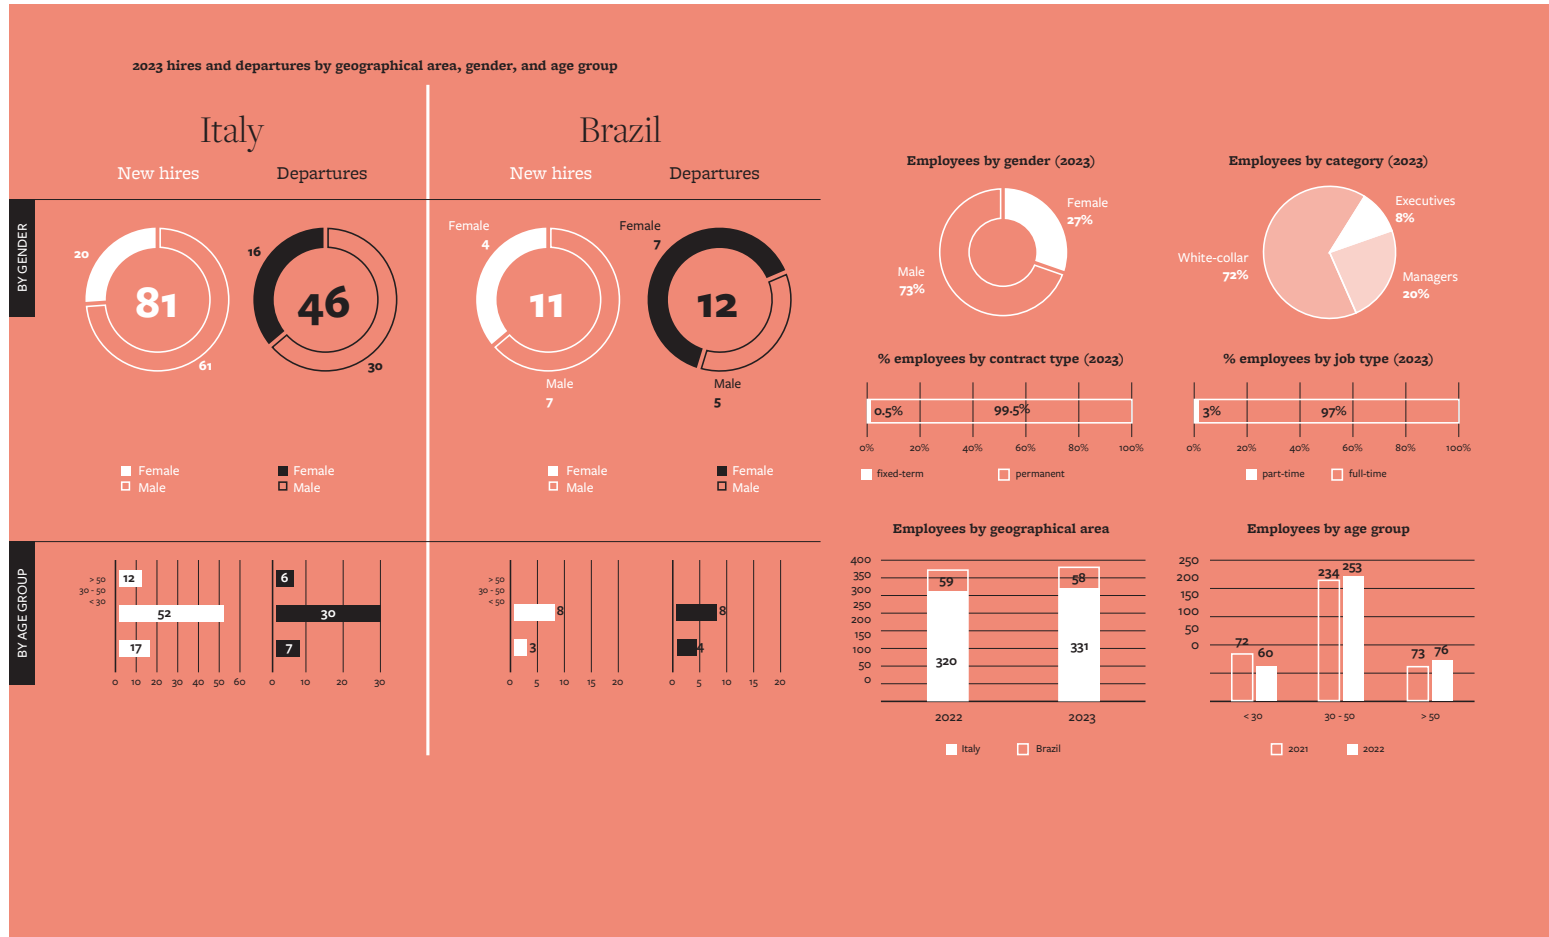 2023 hires and departures by geographical area, gender, and age group
Italy
New hires
Departures
Brazil
New hires
Departures
BY GENDER
20
81
61
16
46
30
Female
4
11
Male
7
Female
7
12
Male
5
Female
Male
Female
Male
Female
Male
Female
Male
BY AGE GROUP
> 50
30 - 50
< 30
12
52
17
0 10 20 30 40 50 60
6
30
7
0 10 20 30
> 50
30 - 50
< 50
8
3
0 5 10 15 20
8
4
0 5 10 15 20
Employees by gender (2023)
Female
27%
Male
73%
Employees by category (2023)
Executives
8%
White-collar
72%
Managers
20%
% employees by contract type (2023)
0.5% 99.5%
0% 20% 40% 60% 80% 100%
fixed-term permanent
% employees by job type (2023)
3% 97%
0% 20% 40% 60% 80% 100%
part-time full-time
Employees by geographical area
400
350
300
250
200
150
100
50
0
59
320
58
331
2022 2023
Italy Brazil
Employees by age group
250
200
150
100
50
0
72 60
234 253
73 76
< 30 30 - 50 > 50
2021 2022